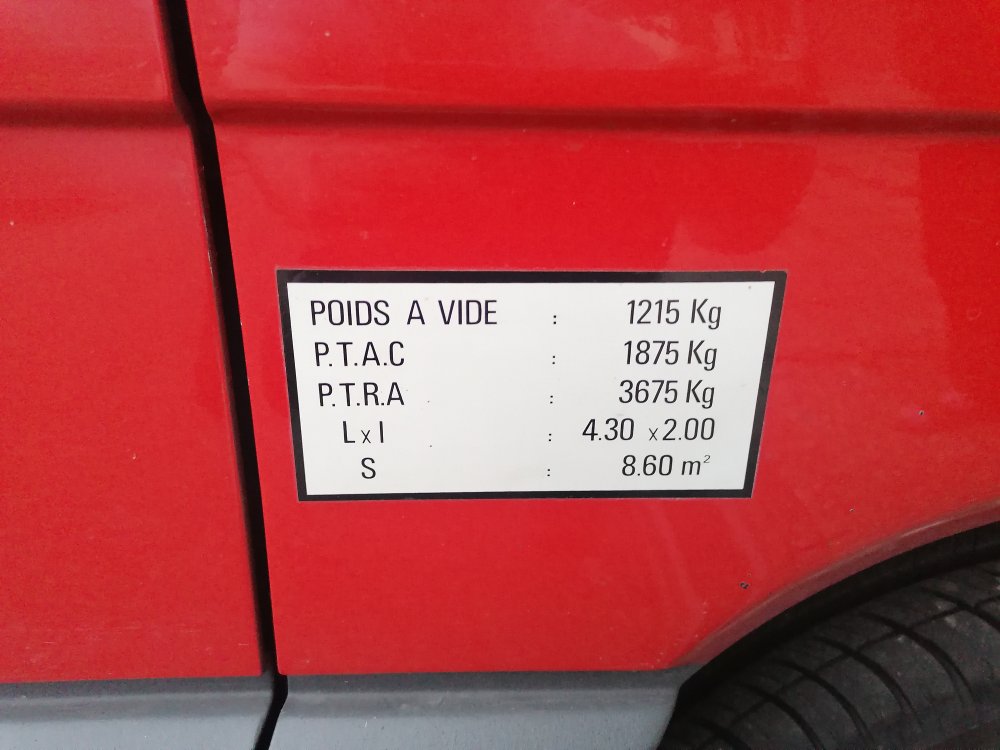 POIDS A VIDE : 1215 Kg
P.T.A.C : 1875 Kg
P.T.R.A : 3675 Kg
L x l : 4.30 x 2.00
S : 8.60 m²